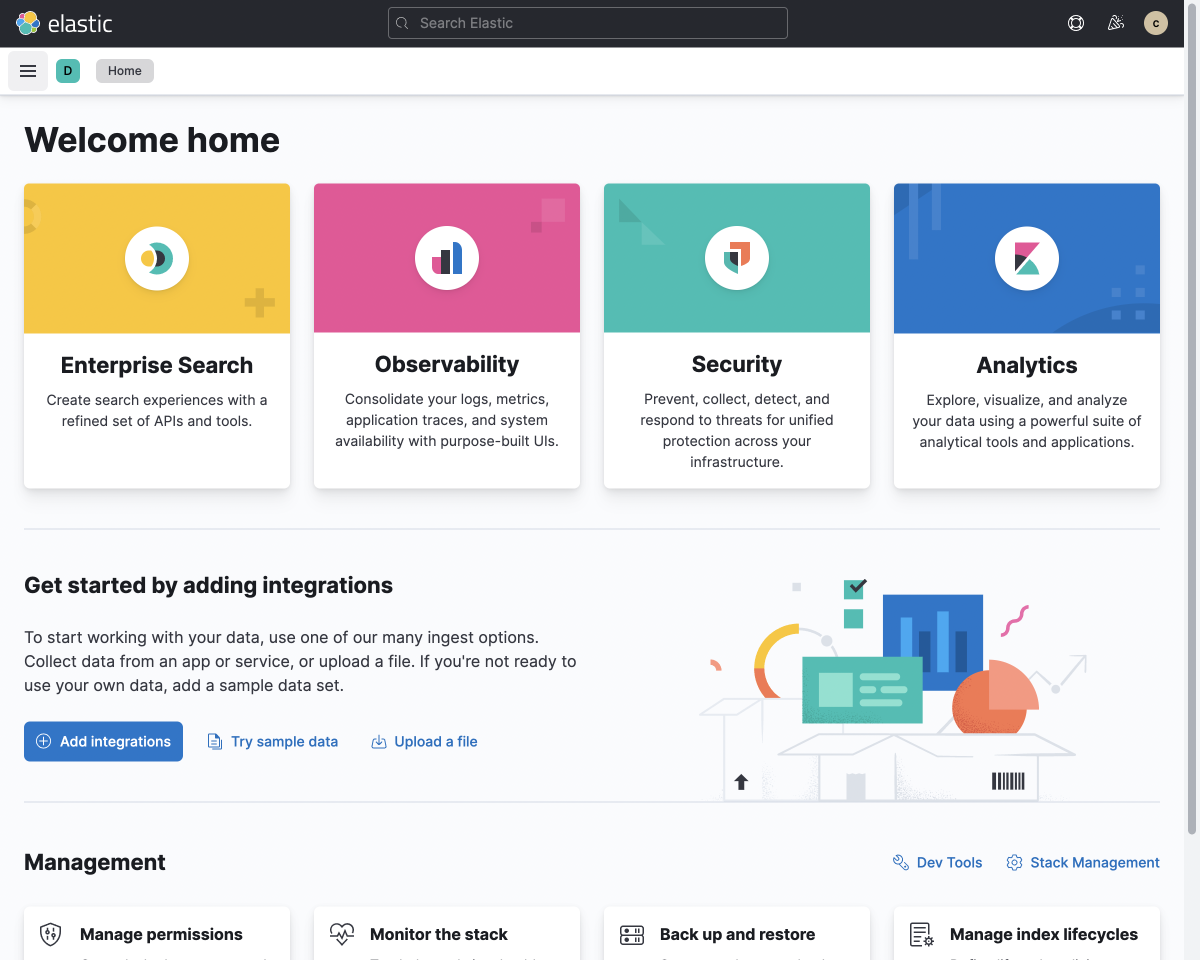 elastic
Search Elastic
c
D
Home
Welcome home
Enterprise Search
Create search experiences with a
refined set of APIs and tools.
Observability
Consolidate your logs, metrics,
application traces, and system
availability with purpose-built UIs.
Security
Prevent, collect, detect, and
respond to threats for unified
protection across your
infrastructure.
Analytics
Explore, visualize, and analyze
your data using a powerful suite of
analytical tools and applications.
Get started by adding integrations
To start working with your data, use one of our many ingest options.
Collect data from an app or service, or upload a file. If you're not ready to
use your own data, add a sample data set.
Add integrations
Try sample data
Upload a file
Management
Dev Tools
Stack Management
Manage permissions
Monitor the stack
Back up and restore
Manage index lifecycles